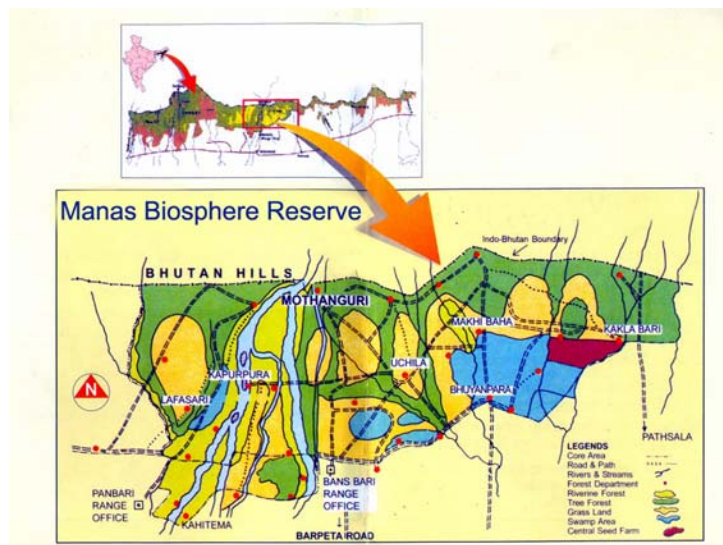 Manas Biosphere Reserve
Indo-Bhutan Boundary
BHUTAN HILLS
MOTHANGURI
MAKHI BAHA
KAKLA BARI
UCHILA
KAPURPURA
LAFASARI
BHUYANPARA
N
PATHSALA
PANBARI
RANGE
OFFICE
BANS BARI
RANGE
OFFICE
KAHITEMA
BARPETA ROAD
LEGENDS
Core Area
Road & Path
Rivers & Streams
Forest Department
Riverine Forest
Tree Forest
Grass Land
Swamp Area
Central Seed Farm